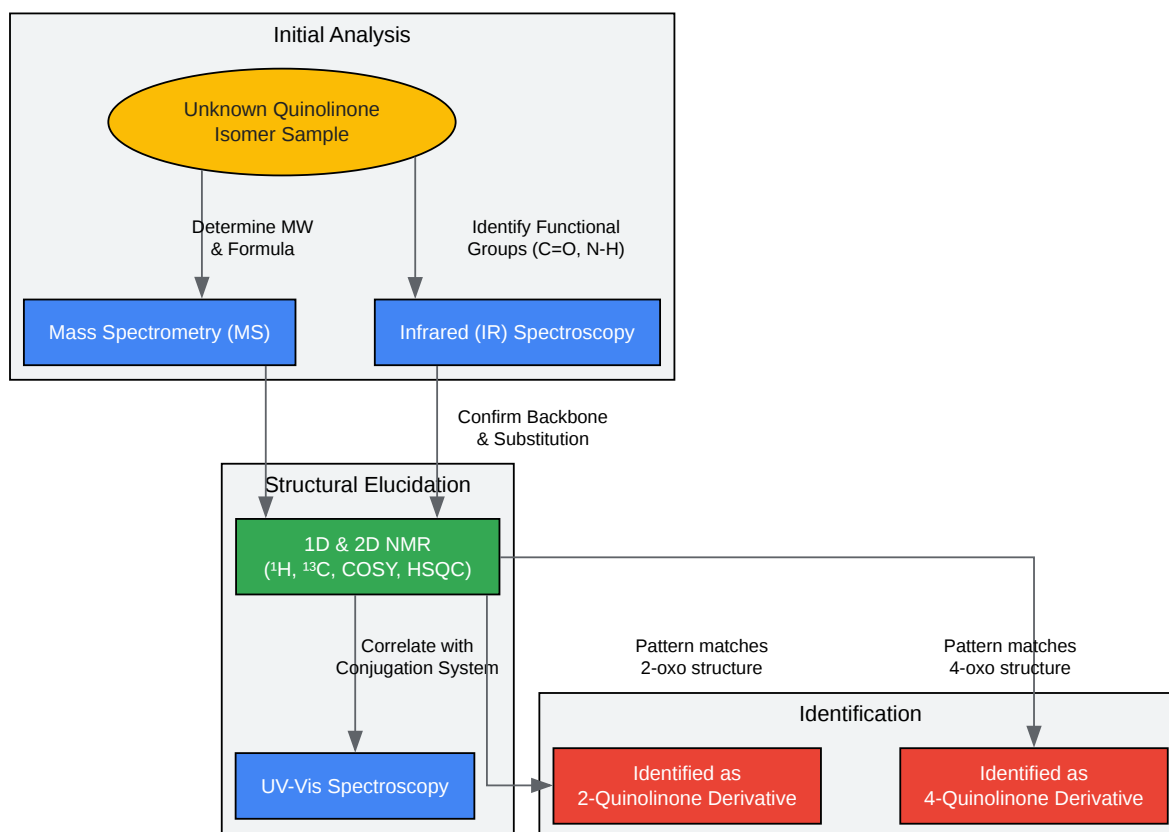 Initial Analysis
Unknown Quinolinone
Isomer Sample
Determine MW
& Formula
Identify Functional
Groups (C=O, N-H)
Mass Spectrometry (MS)
Infrared (IR) Spectroscopy
Confirm Backbone
& Substitution
Structural Elucidation
1D & 2D NMR
(¹H, ¹³C, COSY, HSQC)
Correlate with
Conjugation System
Pattern matches
2-oxo structure
Pattern matches
4-oxo structure
Identification
UV-Vis Spectroscopy
Identified as
2-Quinolinone Derivative
Identified as
4-Quinolinone Derivative